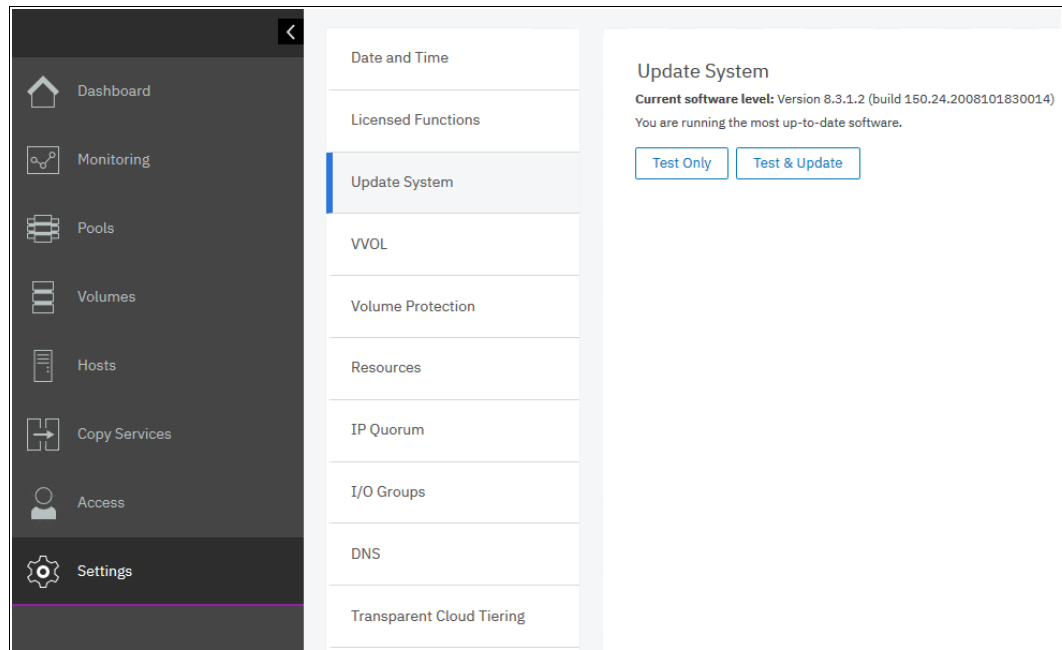 Dashboard
Monitoring
Pools
Volumes
Hosts
Copy Services
Access
Settings
Date and Time
Licensed Functions
Update System
VVOL
Volume Protection
Resources
IP Quorum
I/O Groups
DNS
Transparent Cloud Tiering
Update System
Current software level: Version 8.3.1.2 (build 150.24.2008101830014)
You are running the most up-to-date software.
Test Only
Test & Update